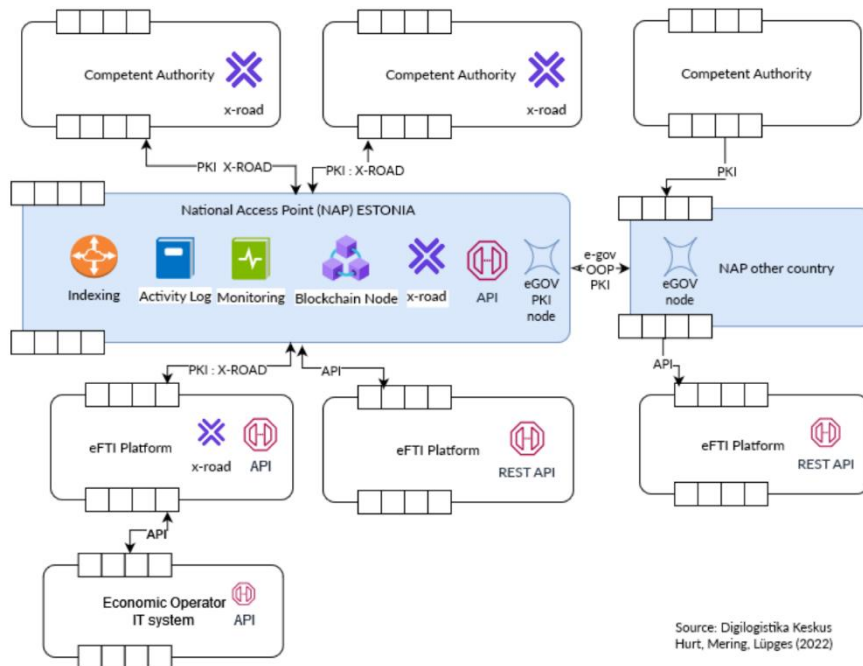 Competent Authority
x-road
Competent Authority
x-road
Competent Authority
PKI X-ROAD
PKI : X-ROAD
PKI
National Access Point (NAP) ESTONIA
Indexing
Activity Log
Monitoring
Blockchain Node
x-road
API
eGOV
PKI
node
e-gov
OOP
PKI
eGOV
node
NAP other country
PKI : X-ROAD
API
API
eFTI Platform
x-road
API
eFTI Platform
REST API
eFTI Platform
REST API
API
Economic Operator
IT system
API
Source: Digilogistika Keskus
Hurt, Mering, Lüpges (2022)